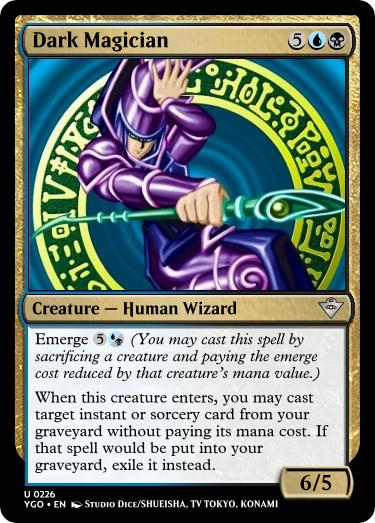 Dark Magician 5
Creature — Human Wizard
Emerge 5 (You may cast this spell by
sacrificing a creature and paying the emerge
cost reduced by that creature's mana value.)
When this creature enters, you may cast
target instant or sorcery card from your
graveyard without paying its mana cost. If
that spell would be put into your
graveyard, exile it instead.
6/5
U 0226
YGO • EN Studio Dice/SHUEISHA, TV TOKYO, KONAMI